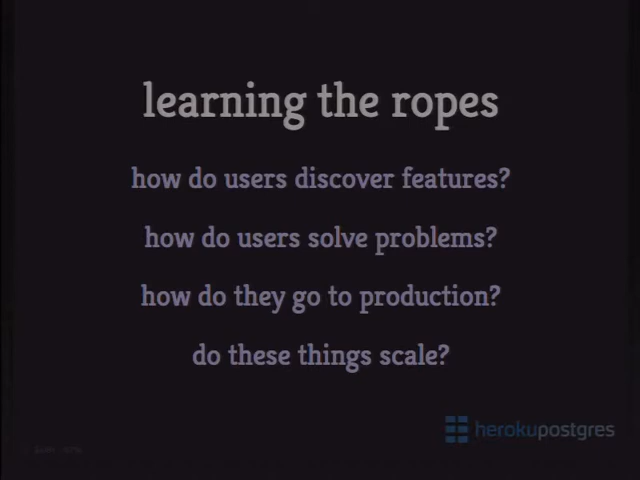 learning the ropes
how do users discover features?
how do users solve problems?
how do they go to production?
do these things scale?
herokupostgres